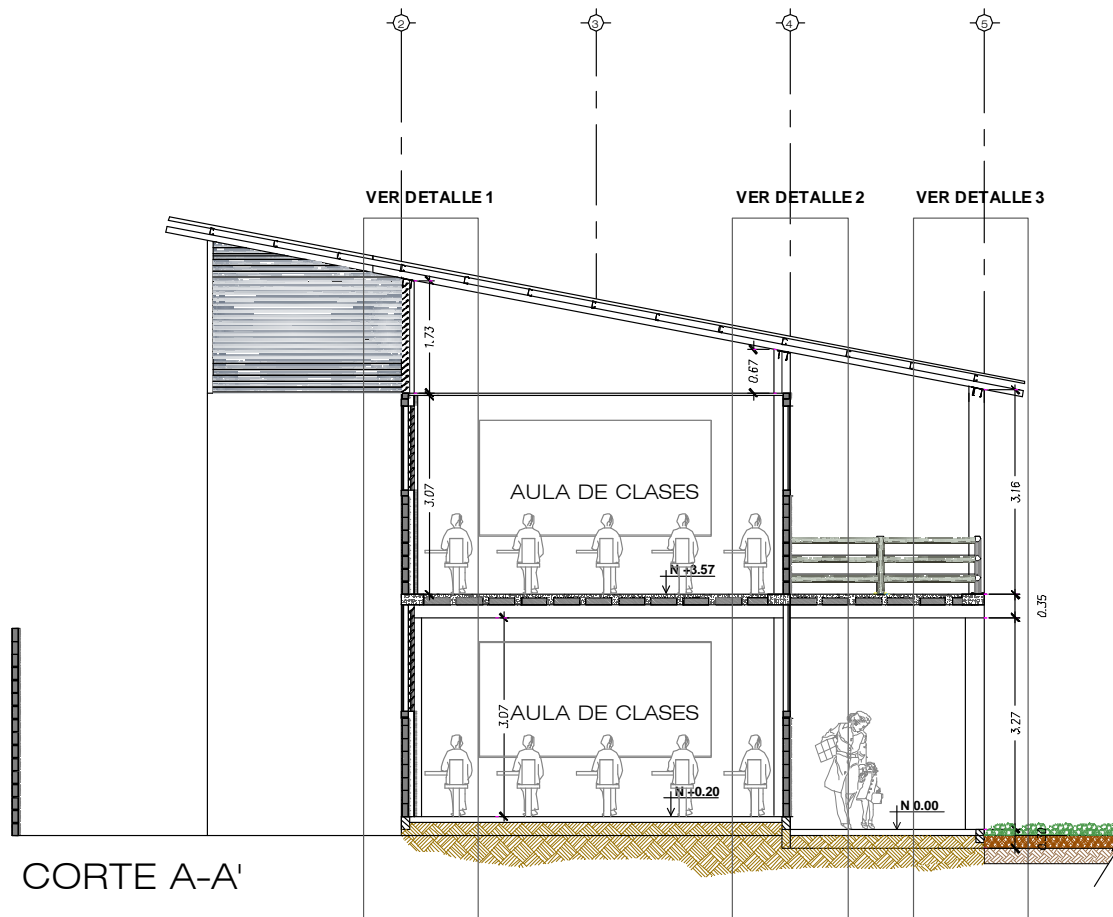 2 3 4 5
VER DETALLE 1 VER DETALLE 2 VER DETALLE 3
1.73
0.67
AULA DE CLASES
3.07
3.16
N +3.57
0.35
AULA DE CLASES
3.07
3.27
N +0.20
N 0.00
CORTE A-A'